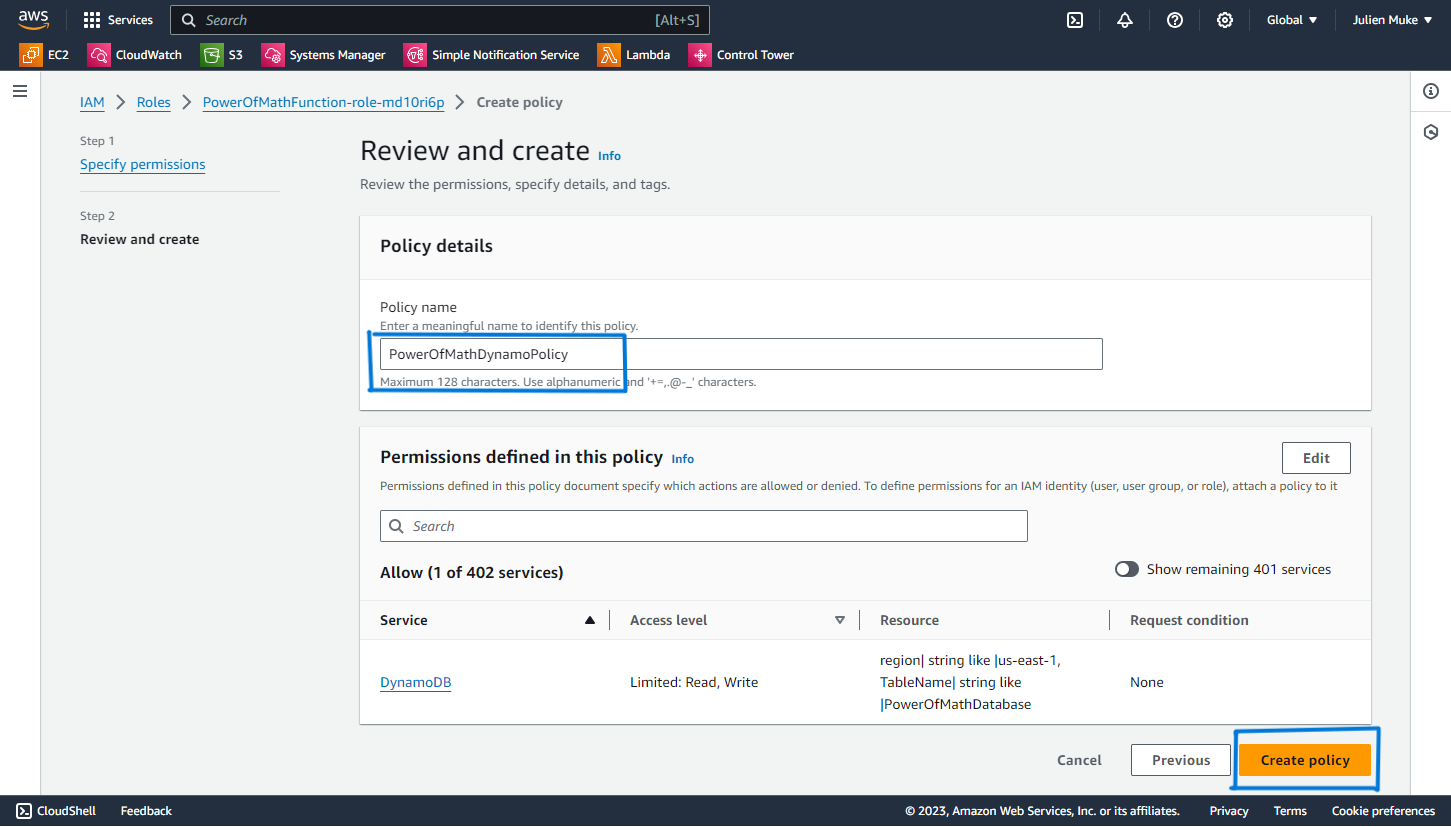 aws
Services
Search
[Alt+S]
Global
Julien Muke
EC2
CloudWatch
S3
Systems Manager
Simple Notification Service
Lambda
Control Tower
IAM
Roles
PowerOfMathFunction-role-md10ri6p
Create policy
Step 1
Specify permissions
Step 2
Review and create
Review and create Info
Review the permissions, specify details, and tags.
Policy details
Policy name
Enter a meaningful name to identify this policy.
PowerOfMathDynamoPolicy
Maximum 128 characters. Use alphanumeric and '+=,.@-_' characters.
Permissions defined in this policy Info
Edit
Permissions defined in this policy document specify which actions are allowed or denied. To define permissions for an IAM identity (user, user group, or role), attach a policy to it
Search
Allow (1 of 402 services)
Show remaining 401 services
Service
Access level
Resource
Request condition
DynamoDB
Limited: Read, Write
region| string like |us-east-1,
TableName| string like
|PowerOfMathDatabase
None
Cancel
Previous
Create policy
CloudShell
Feedback
© 2023, Amazon Web Services, Inc. or its affiliates.
Privacy
Terms
Cookie preferences